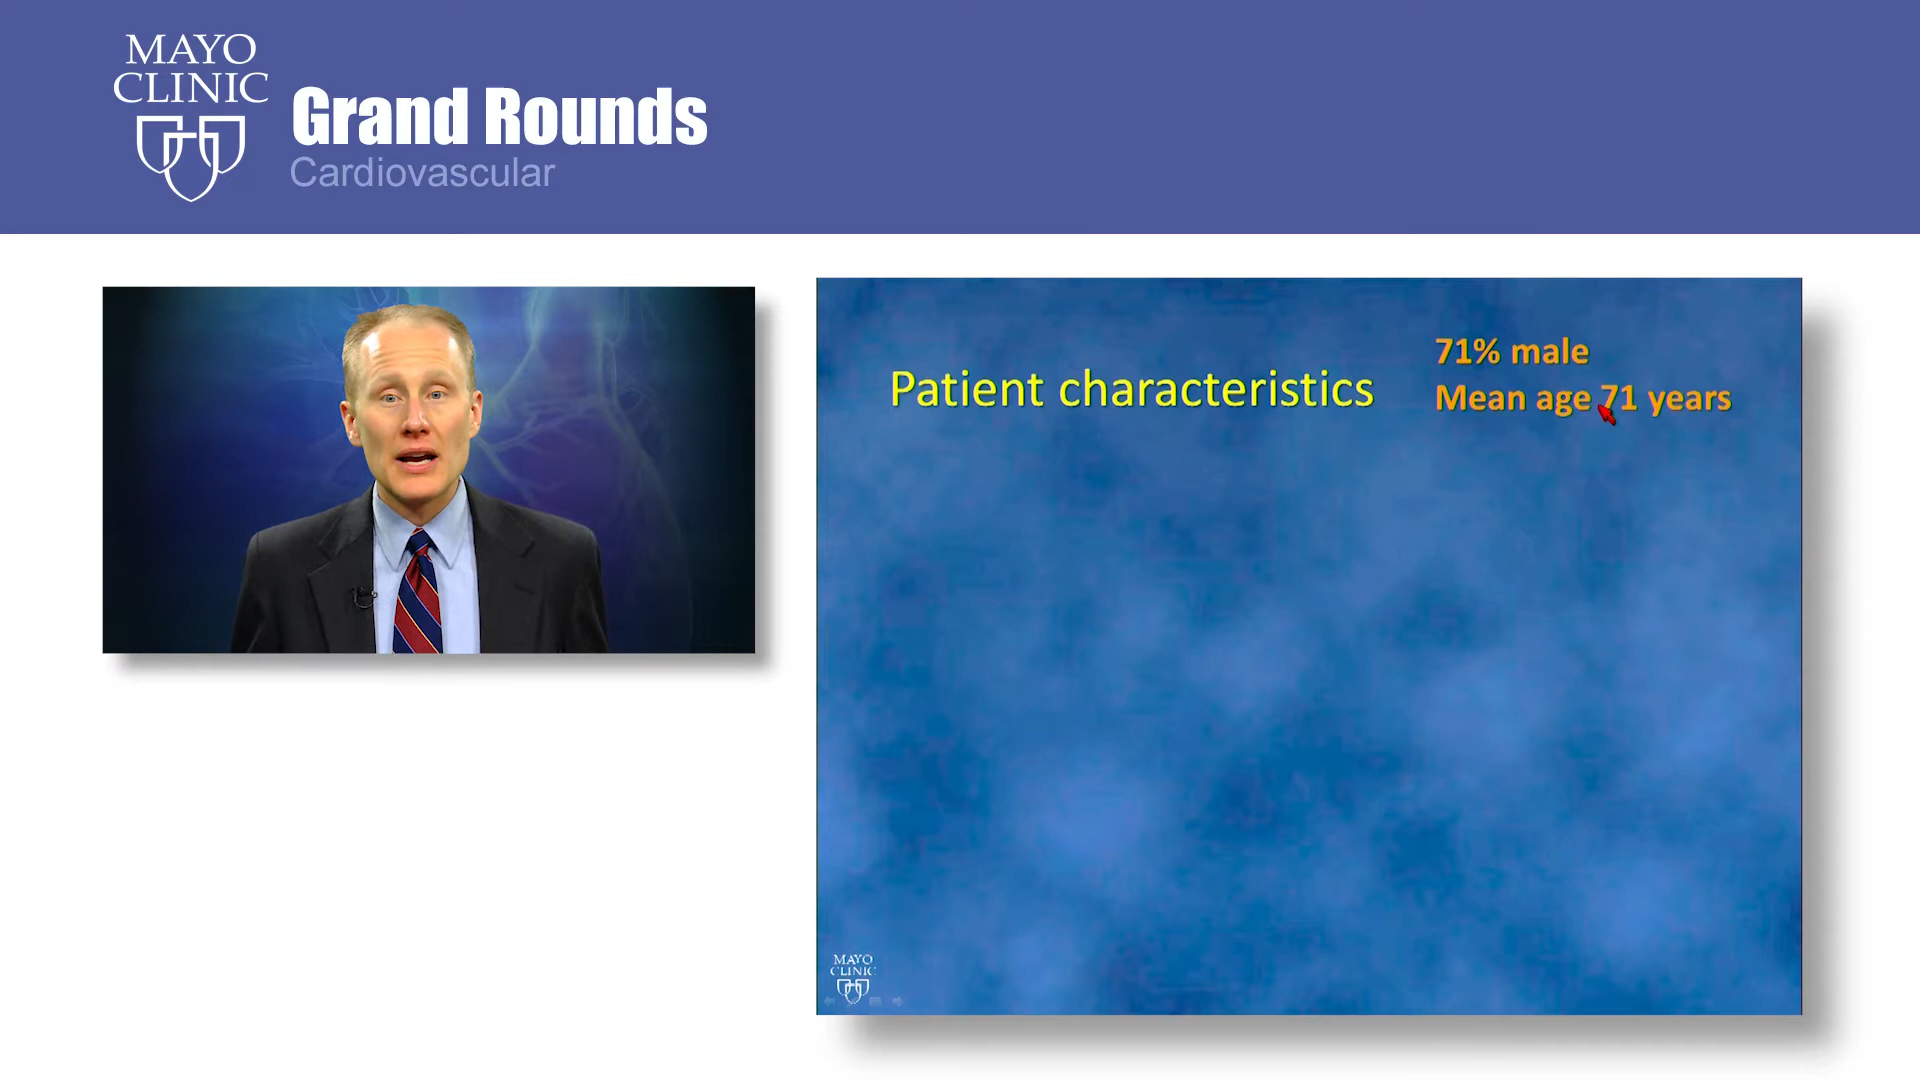 MAYO
CLINIC
Grand Rounds
Cardiovascular
71% male
Patient characteristics
Mean age 71 years
MAYO
CLINIC